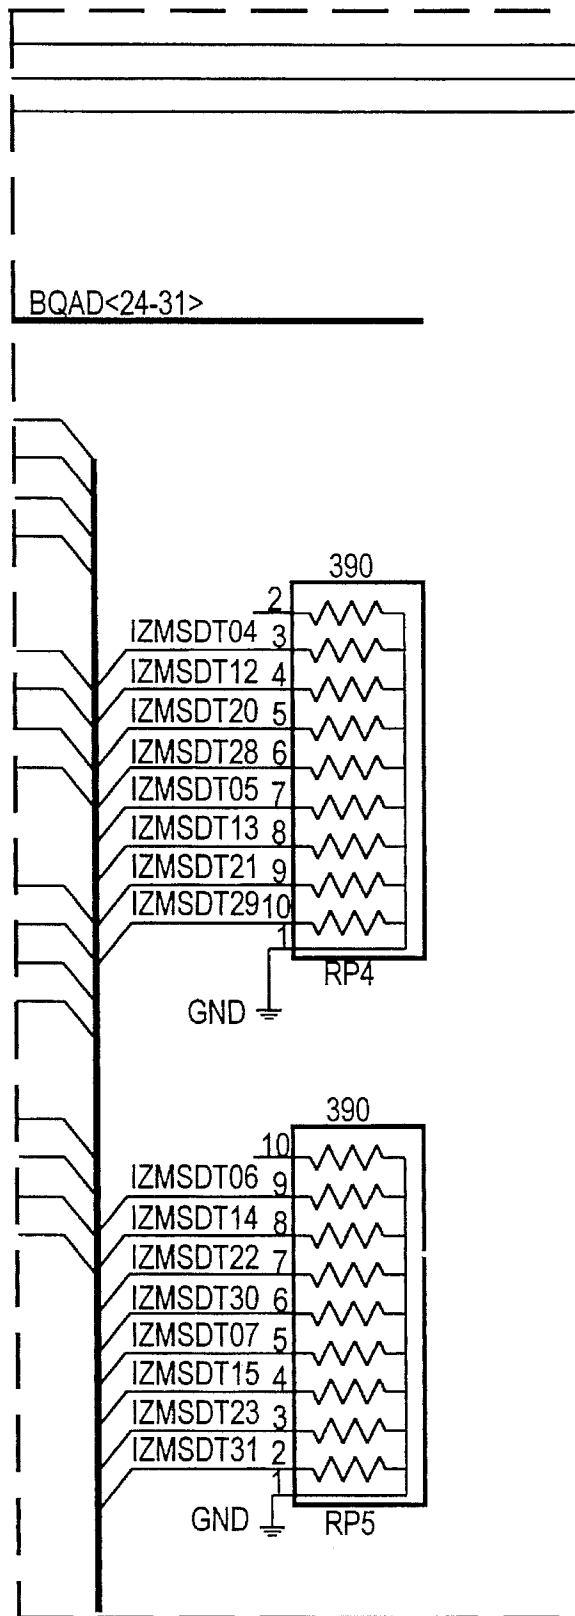 BQAD<24-31>
390
2
IZMSDT04 3
IZMSDT12 4
IZMSDT20 5
IZMSDT28 6
IZMSDT05 7
IZMSDT13 8
IZMSDT21 9
IZMSDT29 10
1
RP4
GND
390
10
IZMSDT06 9
IZMSDT14 8
IZMSDT22 7
IZMSDT30 6
IZMSDT07 5
IZMSDT15 4
IZMSDT23 3
IZMSDT31 2
1
GND
RP5